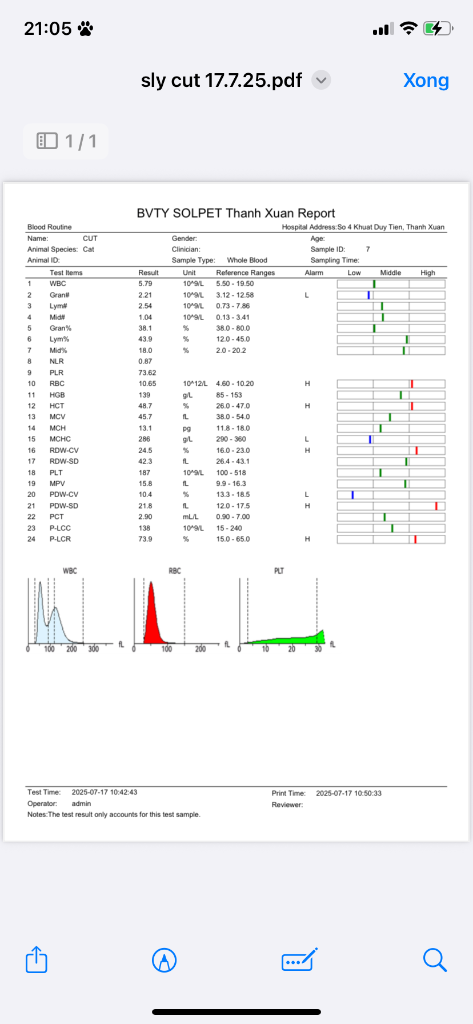 21:05
sly cut 17.7.25.pdf
Xong
1/1
BVTY SOLPET Thanh Xuan Report
Blood Routine Hospital Address:So 4 Khuat Duy Tien, Thanh Xuan
Name: CUT Gender: Age:
Animal Species: Cat Clinician: Sample ID: 7
Animal ID: Sample Type: Whole Blood Sampling Time:
Test Items Result Unit Reference Ranges Alarm Low Middle High
1 WBC 5.79 10^9/L 5.50 - 19.50
2 Gran# 2.21 10^9/L 3.12 - 12.58 L
3 Lym# 2.54 10^9/L 0.73 - 7.86
4 Mid# 1.04 10^9/L 0.13 - 3.41
5 Gran% 38.1 % 38.0 - 80.0
6 Lym% 43.9 % 12.0 - 45.0
7 Mid% 18.0 % 2.0 - 20.2
8 NLR 0.87
9 PLR 73.62
10 RBC 10.65 10^12/L 4.60 - 10.20 H
11 HGB 139 g/L 85 - 153
12 HCT 48.7 % 26.0 - 47.0 H
13 MCV 45.7 fL 38.0 - 54.0
14 MCH 13.1 pg 11.8 - 18.0
15 MCHC 286 g/L 290 - 360 L
16 RDW-CV 24.5 % 16.0 - 23.0 H
17 RDW-SD 42.3 fL 26.4 - 43.1
18 PLT 187 10^9/L 100 - 518
19 MPV 15.8 fL 9.9 - 16.3
20 PDW-CV 10.4 % 13.3 - 18.5 L
21 PDW-SD 21.8 fL 12.0 - 17.5 H
22 PCT 2.90 mL/L 0.90 - 7.00
23 P-LCC 138 10^9/L 15 - 240
24 P-LCR 73.9 % 15.0 - 65.0 H
WBC RBC PLT
0 100 200 300 fL 0 100 200 fL 0 10 20 30 fL
Test Time: 2025-07-17 10:42:43 Print Time: 2025-07-17 10:50:33
Operator: admin Reviewer:
Notes:The test result only accounts for this test sample.